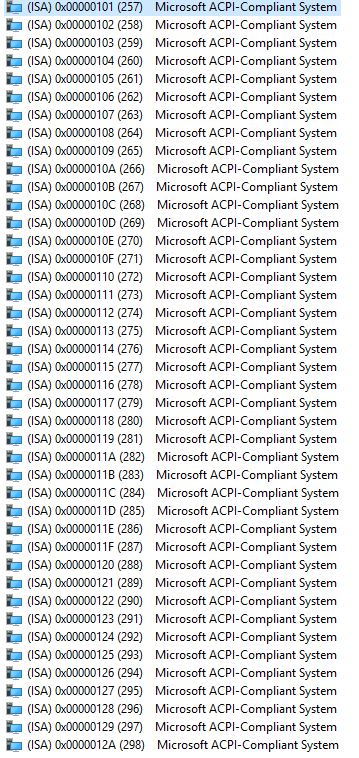 (ISA) 0x00000101 (257) Microsoft ACPI-Compliant System
(ISA) 0x00000102 (258) Microsoft ACPI-Compliant System
(ISA) 0x00000103 (259) Microsoft ACPI-Compliant System
(ISA) 0x00000104 (260) Microsoft ACPI-Compliant System
(ISA) 0x00000105 (261) Microsoft ACPI-Compliant System
(ISA) 0x00000106 (262) Microsoft ACPI-Compliant System
(ISA) 0x00000107 (263) Microsoft ACPI-Compliant System
(ISA) 0x00000108 (264) Microsoft ACPI-Compliant System
(ISA) 0x00000109 (265) Microsoft ACPI-Compliant System
(ISA) 0x0000010A (266) Microsoft ACPI-Compliant System
(ISA) 0x0000010B (267) Microsoft ACPI-Compliant System
(ISA) 0x0000010C (268) Microsoft ACPI-Compliant System
(ISA) 0x0000010D (269) Microsoft ACPI-Compliant System
(ISA) 0x0000010E (270) Microsoft ACPI-Compliant System
(ISA) 0x0000010F (271) Microsoft ACPI-Compliant System
(ISA) 0x00000110 (272) Microsoft ACPI-Compliant System
(ISA) 0x00000111 (273) Microsoft ACPI-Compliant System
(ISA) 0x00000112 (274) Microsoft ACPI-Compliant System
(ISA) 0x00000113 (275) Microsoft ACPI-Compliant System
(ISA) 0x00000114 (276) Microsoft ACPI-Compliant System
(ISA) 0x00000115 (277) Microsoft ACPI-Compliant System
(ISA) 0x00000116 (278) Microsoft ACPI-Compliant System
(ISA) 0x00000117 (279) Microsoft ACPI-Compliant System
(ISA) 0x00000118 (280) Microsoft ACPI-Compliant System
(ISA) 0x00000119 (281) Microsoft ACPI-Compliant System
(ISA) 0x0000011A (282) Microsoft ACPI-Compliant System
(ISA) 0x0000011B (283) Microsoft ACPI-Compliant System
(ISA) 0x0000011C (284) Microsoft ACPI-Compliant System
(ISA) 0x0000011D (285) Microsoft ACPI-Compliant System
(ISA) 0x0000011E (286) Microsoft ACPI-Compliant System
(ISA) 0x0000011F (287) Microsoft ACPI-Compliant System
(ISA) 0x00000120 (288) Microsoft ACPI-Compliant System
(ISA) 0x00000121 (289) Microsoft ACPI-Compliant System
(ISA) 0x00000122 (290) Microsoft ACPI-Compliant System
(ISA) 0x00000123 (291) Microsoft ACPI-Compliant System
(ISA) 0x00000124 (292) Microsoft ACPI-Compliant System
(ISA) 0x00000125 (293) Microsoft ACPI-Compliant System
(ISA) 0x00000126 (294) Microsoft ACPI-Compliant System
(ISA) 0x00000127 (295) Microsoft ACPI-Compliant System
(ISA) 0x00000128 (296) Microsoft ACPI-Compliant System
(ISA) 0x00000129 (297) Microsoft ACPI-Compliant System
(ISA) 0x0000012A (298) Microsoft ACPI-Compliant System